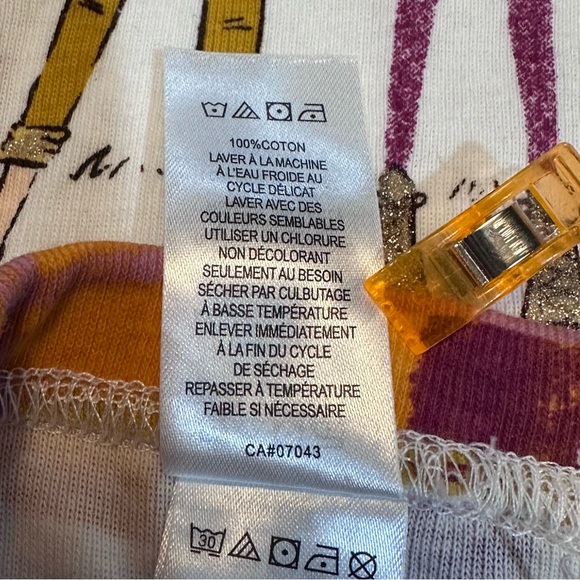 100%COTON
LAVER À LA MACHINE
À L'EAU FROIDE AU
CYCLE DÉLICAT
LAVER AVEC DES
COULEURS SEMBLABLES
UTILISER UN CHLORURE
NON DÉCOLORANT
SEULEMENT AU BESOIN
SÉCHER PAR CULBUTAGE
À BASSE TEMPÉRATURE
ENLEVER IMMÉDIATEMENT
À LA FIN DU CYCLE
DE SÉCHAGE
REPASSER À TEMPÉRATURE
FAIBLE SI NÉCESSAIRE
CA#07043
30